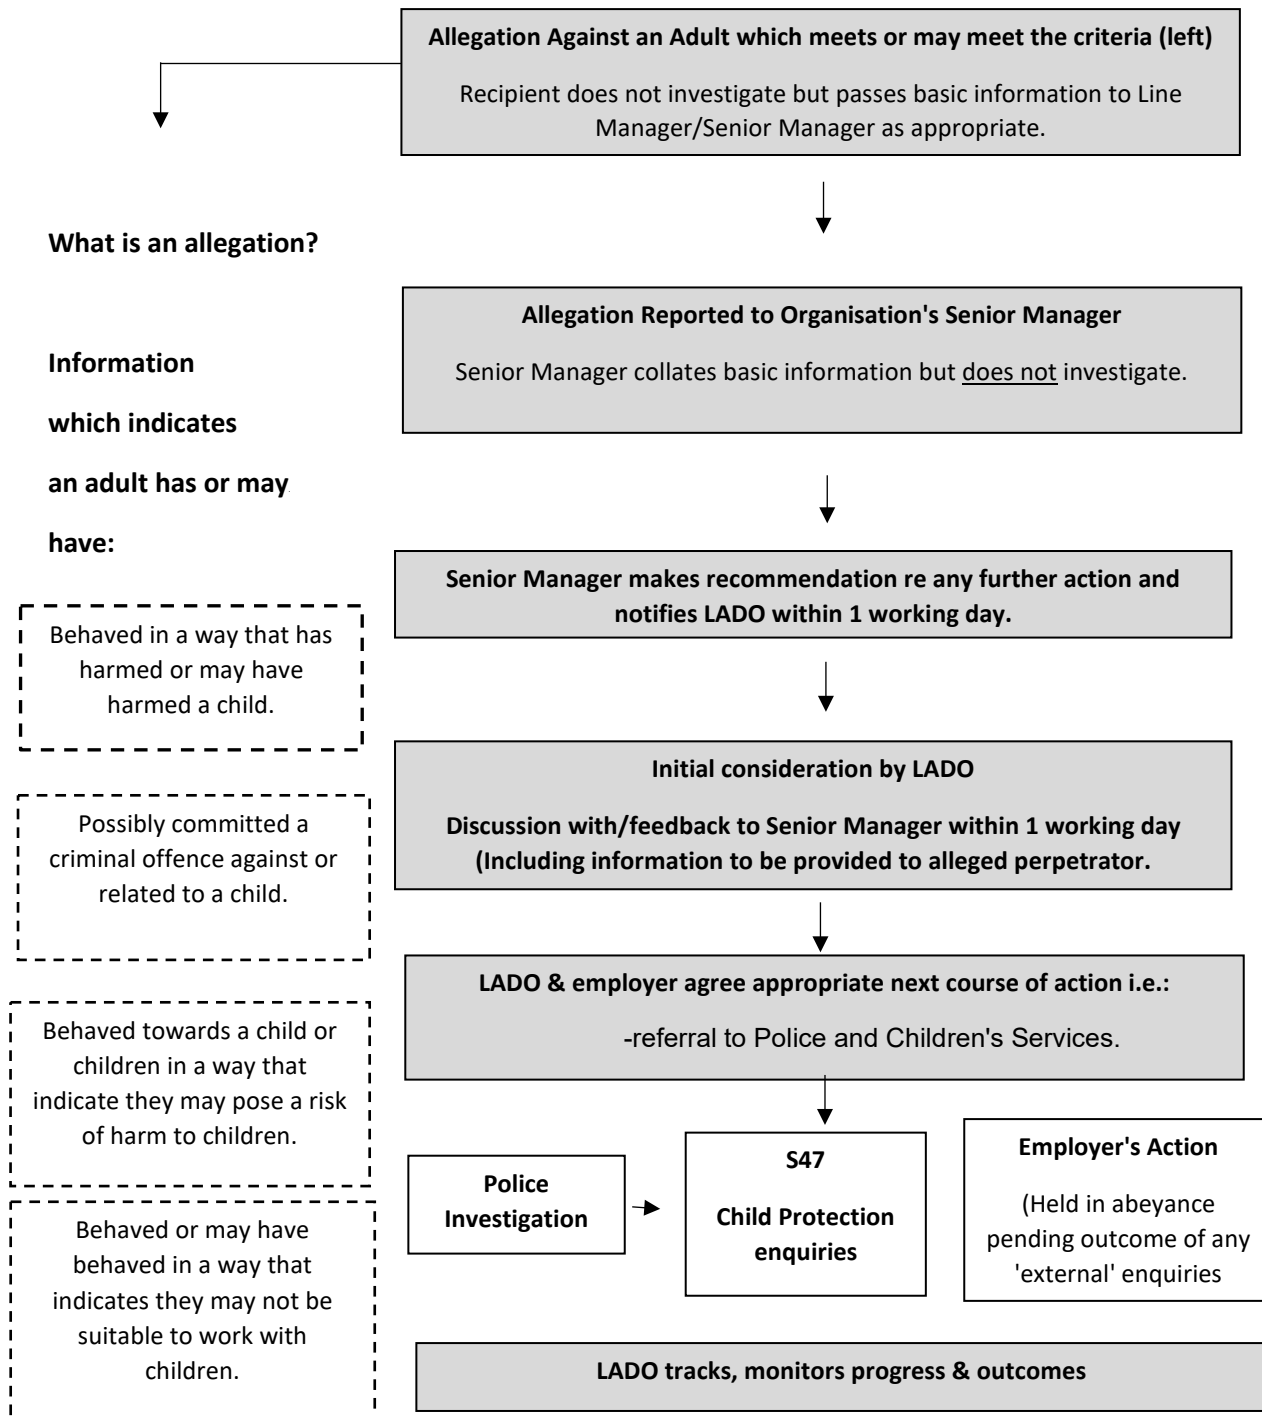 Allegation Against an Adult which meets or may meet the criteria (left)
Recipient does not investigate but passes basic information to Line
Manager/Senior Manager as appropriate.
What is an allegation?
Information
which indicates
an adult has or may
have:
Behaved in a way that has
harmed or may have
harmed a child.
Possibly committed a
criminal offence against or
related to a child.
Behaved towards a child or
children in a way that
indicate they may pose a risk
of harm to children.
Behaved or may have
behaved in a way that
indicates they may not be
suitable to work with
children.
Allegation Reported to Organisation's Senior Manager
Senior Manager collates basic information but does not investigate.
Senior Manager makes recommendation re any further action and
notifies LADO within 1 working day.
Initial consideration by LADO
Discussion with/feedback to Senior Manager within 1 working day
(Including information to be provided to alleged perpetrator.
LADO & employer agree appropriate next course of action i.e.:
-referral to Police and Children's Services.
Police
Investigation
S47
Child Protection
enquiries
Employer's Action
(Held in abeyance
pending outcome of any
'external' enquiries
LADO tracks, monitors progress & outcomes